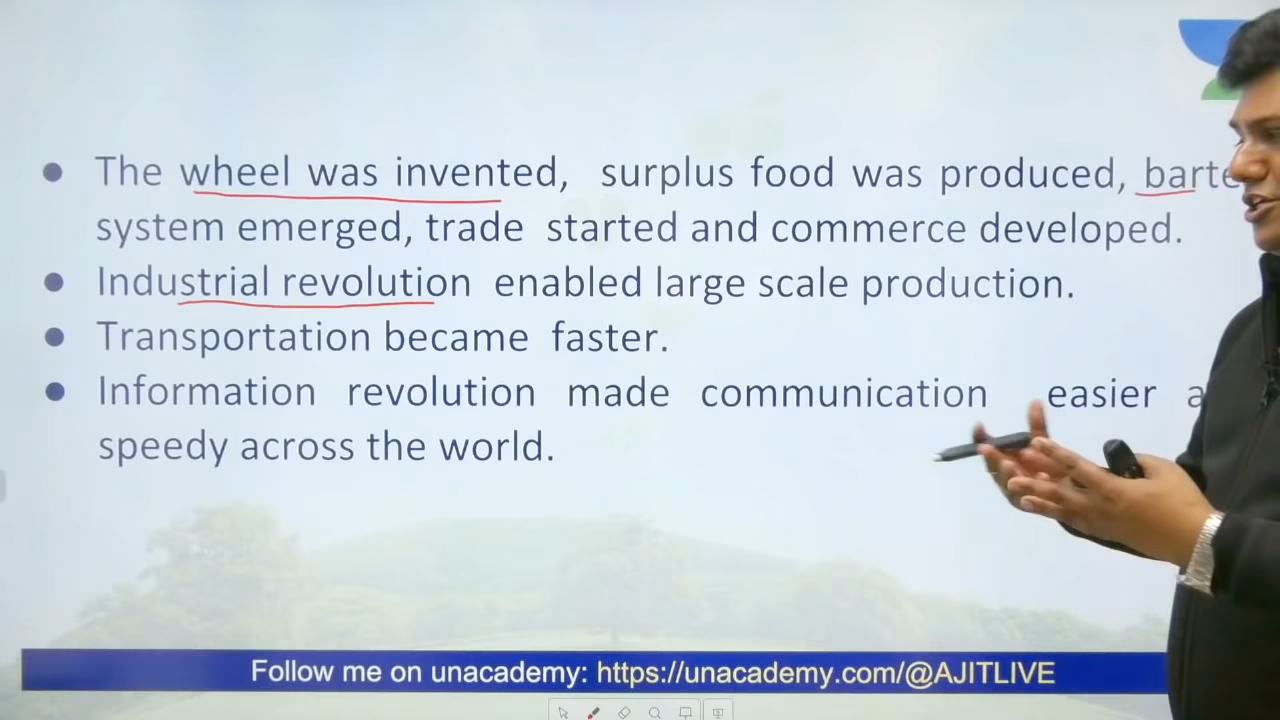 ● The wheel was invented, surplus food was produced,
system emerged, trade started and commerce developed.
● Industrial revolution enabled large scale production.
● Transportation became faster.
● Information revolution made communication easier
speedy across the world.
Follow me on unacademy: https://unacademy.com/@AJITLIVE